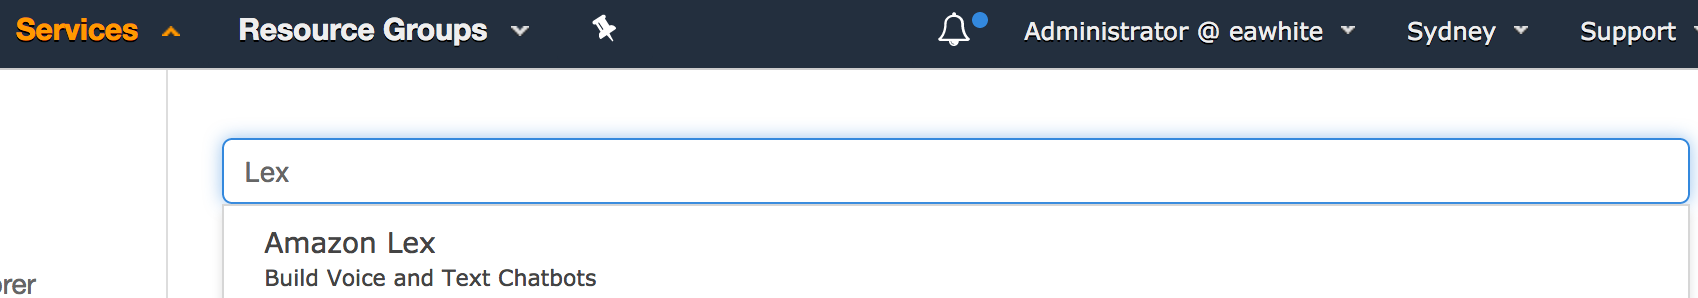 Services Resource Groups Administrator @ eawhite Sydney Support
Lex
Amazon Lex
Build Voice and Text Chatbots
orer